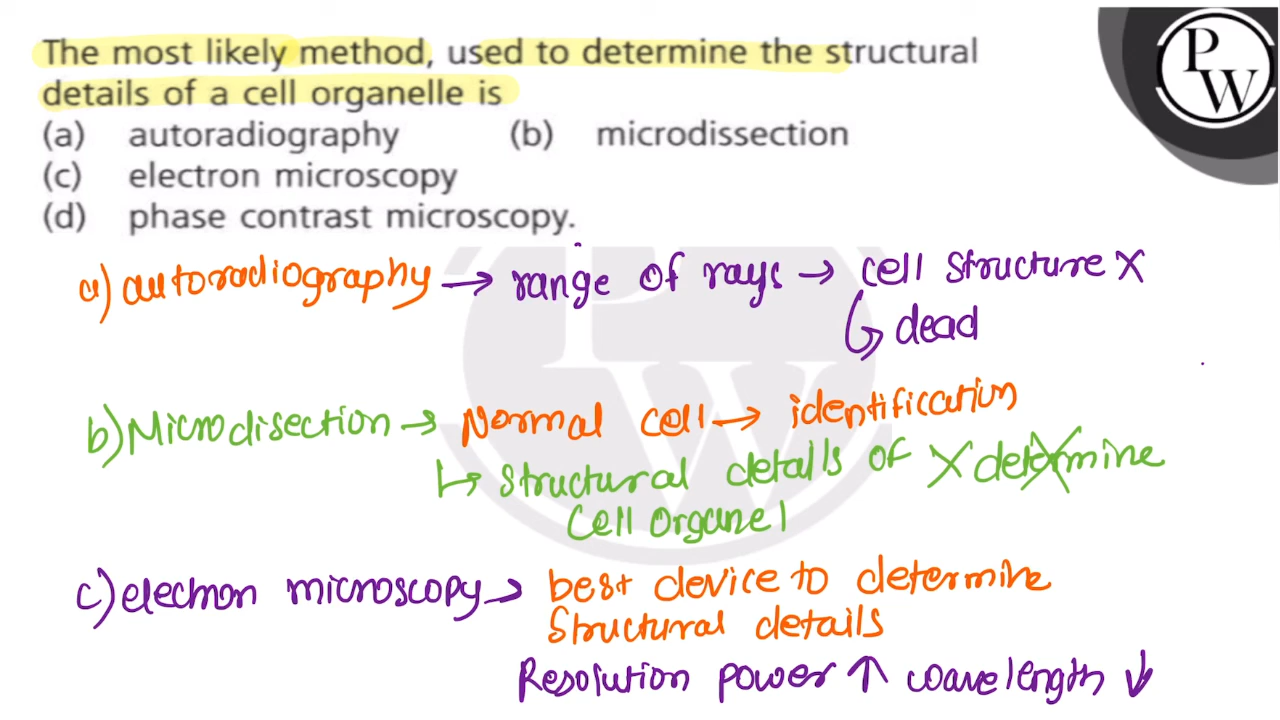 The most likely method, used to determine the structural
details of a cell organelle is
(a) autoradiography (b) microdissection
(c) electron microscopy
(d) phase contrast microscopy.
P
W
a) autoradiography → range of rays → cell structure X
↳ dead
b) Microdisection → Normal cell → identification
↳ structural details of X determine
cell organel
c) electron microscopy → best device to determine
structural details
Resolution power ↑ wavelength ↓